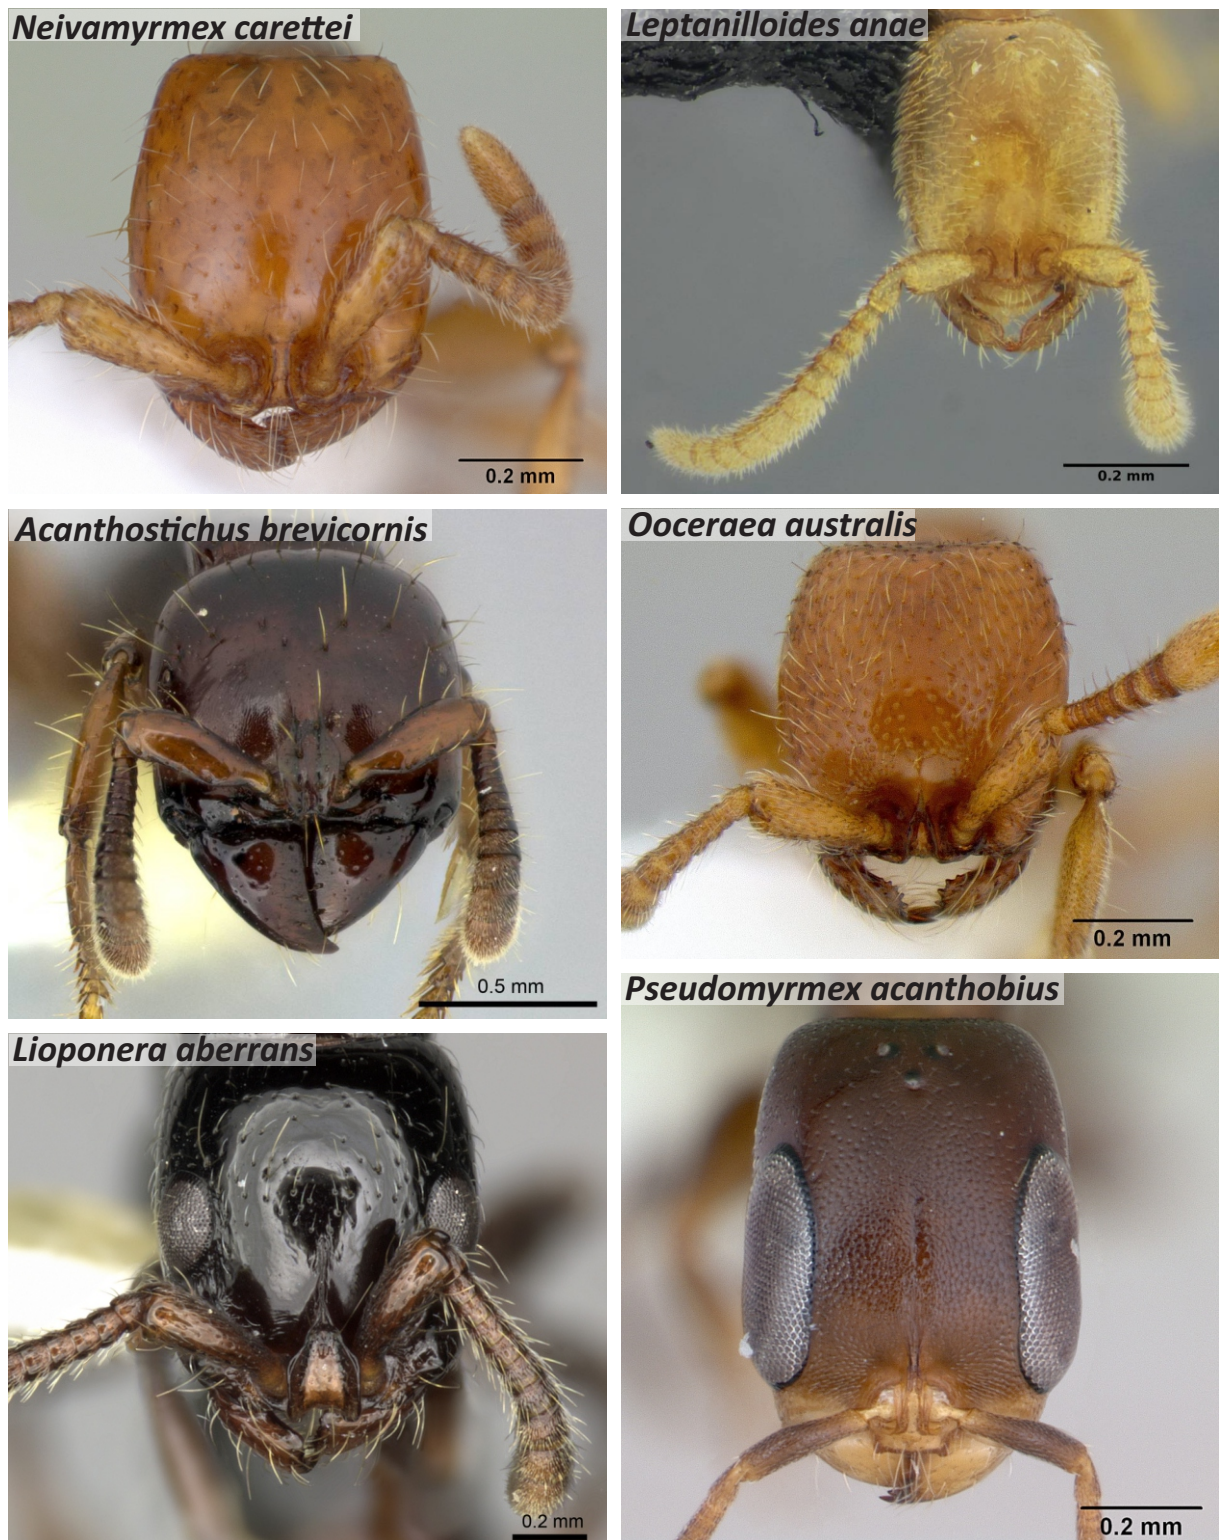 Neivamyrmex carettei
0.2 mm
Leptanilloides anae
0.2 mm
Acanthostichus brevicornis
0.5 mm
Ooceraea australis
0.2 mm
Lioponera aberrans
0.2 mm
Pseudomyrmex acanthobius
0.2 mm